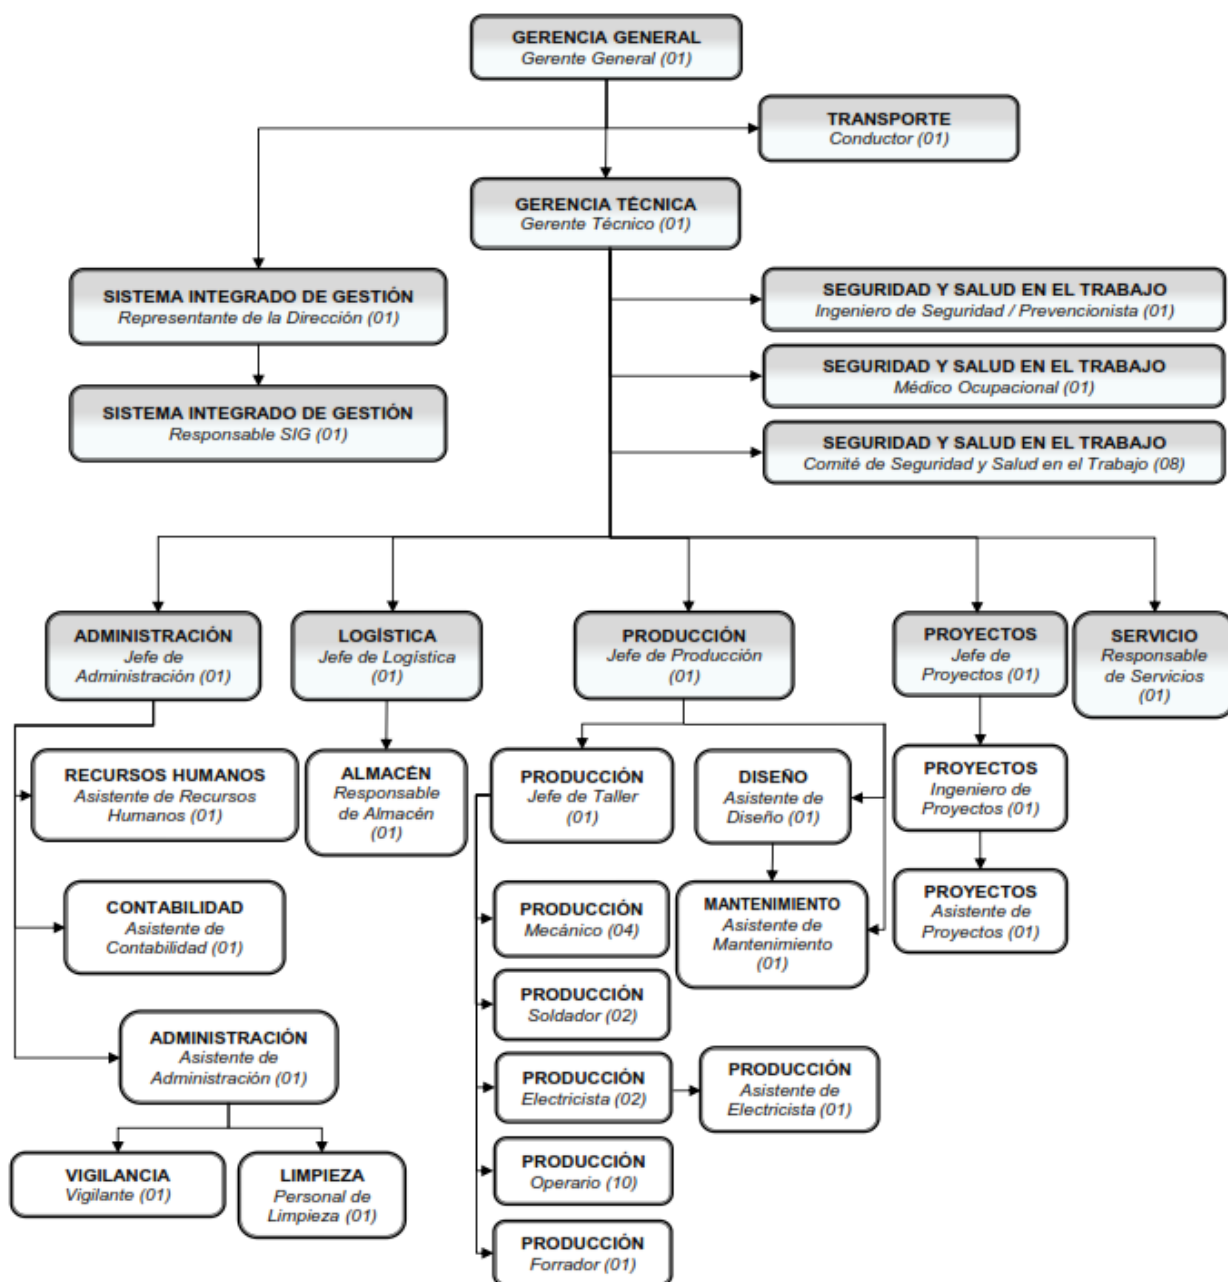 GERENCIA GENERAL
Gerente General (01)
TRANSPORTE
Conductor (01)
GERENCIA TÉCNICA
Gerente Técnico (01)
SISTEMA INTEGRADO DE GESTIÓN
Representante de la Dirección (01)
SEGURIDAD Y SALUD EN EL TRABAJO
Ingeniero de Seguridad / Prevencionista (01)
SEGURIDAD Y SALUD EN EL TRABAJO
Médico Ocupacional (01)
SISTEMA INTEGRADO DE GESTIÓN
Responsable SIG (01)
SEGURIDAD Y SALUD EN EL TRABAJO
Comité de Seguridad y Salud en el Trabajo (08)
ADMINISTRACIÓN
Jefe de
Administración (01)
LOGÍSTICA
Jefe de Logística
(01)
PRODUCCIÓN
Jefe de Producción
(01)
PROYECTOS
Jefe de
Proyectos (01)
SERVICIO
Responsable
de Servicios
(01)
RECURSOS HUMANOS
Asistente de Recursos
Humanos (01)
ALMACÉN
Responsable
de Almacén
(01)
PRODUCCIÓN
Jefe de Taller
(01)
DISEÑO
Asistente de
Diseño (01)
PROYECTOS
Ingeniero de
Proyectos (01)
CONTABILIDAD
Asistente de
Contabilidad (01)
PRODUCCIÓN
Mecánico (04)
MANTENIMIENTO
Asistente de
Mantenimiento
(01)
PROYECTOS
Asistente de
Proyectos (01)
PRODUCCIÓN
Soldador (02)
ADMINISTRACIÓN
Asistente de
Administración (01)
PRODUCCIÓN
Electricista (02)
PRODUCCIÓN
Asistente de
Electricista (01)
VIGILANCIA
Vigilante (01)
LIMPIEZA
Personal de
Limpieza (01)
PRODUCCIÓN
Operario (10)
PRODUCCIÓN
Forrador (01)